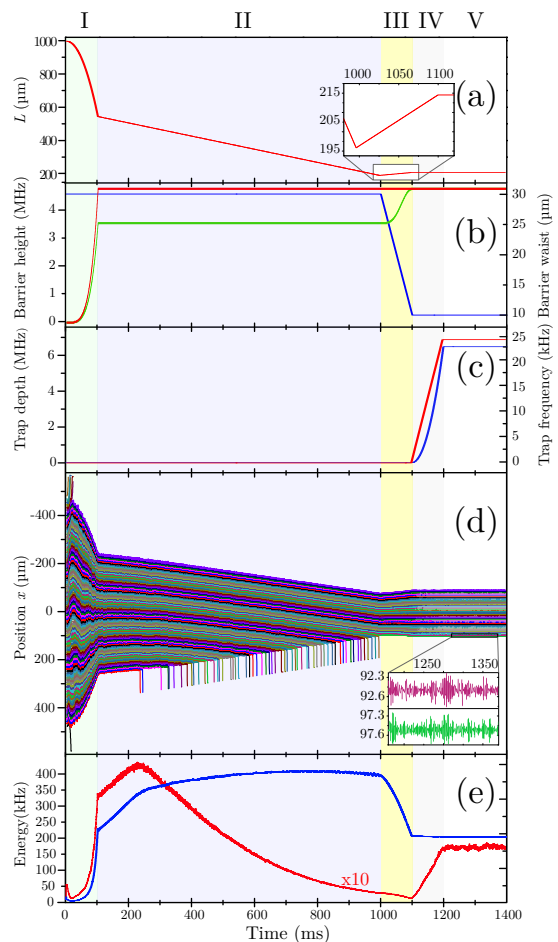 I II III IV V
1000
800
600
400
200
L (µm)
1000 1050 1100
215
205
195
(a)
4
3
2
1
0
Barrier height (MHz)
30
25
20
15
10
Barrier waist (µm)
(b)
6
4
2
0
Trap depth (MHz)
25
20
15
10
5
0
Trap frequency (kHz)
(c)
-400
-200
0
200
400
Position x (µm)
(d)
1250 1350
92.3
92.6
97.3
97.6
400
350
300
250
200
150
100
50
0
Energy(kHz)
(e)
x10
0 200 400 600 800 1000 1200 1400
Time (ms)